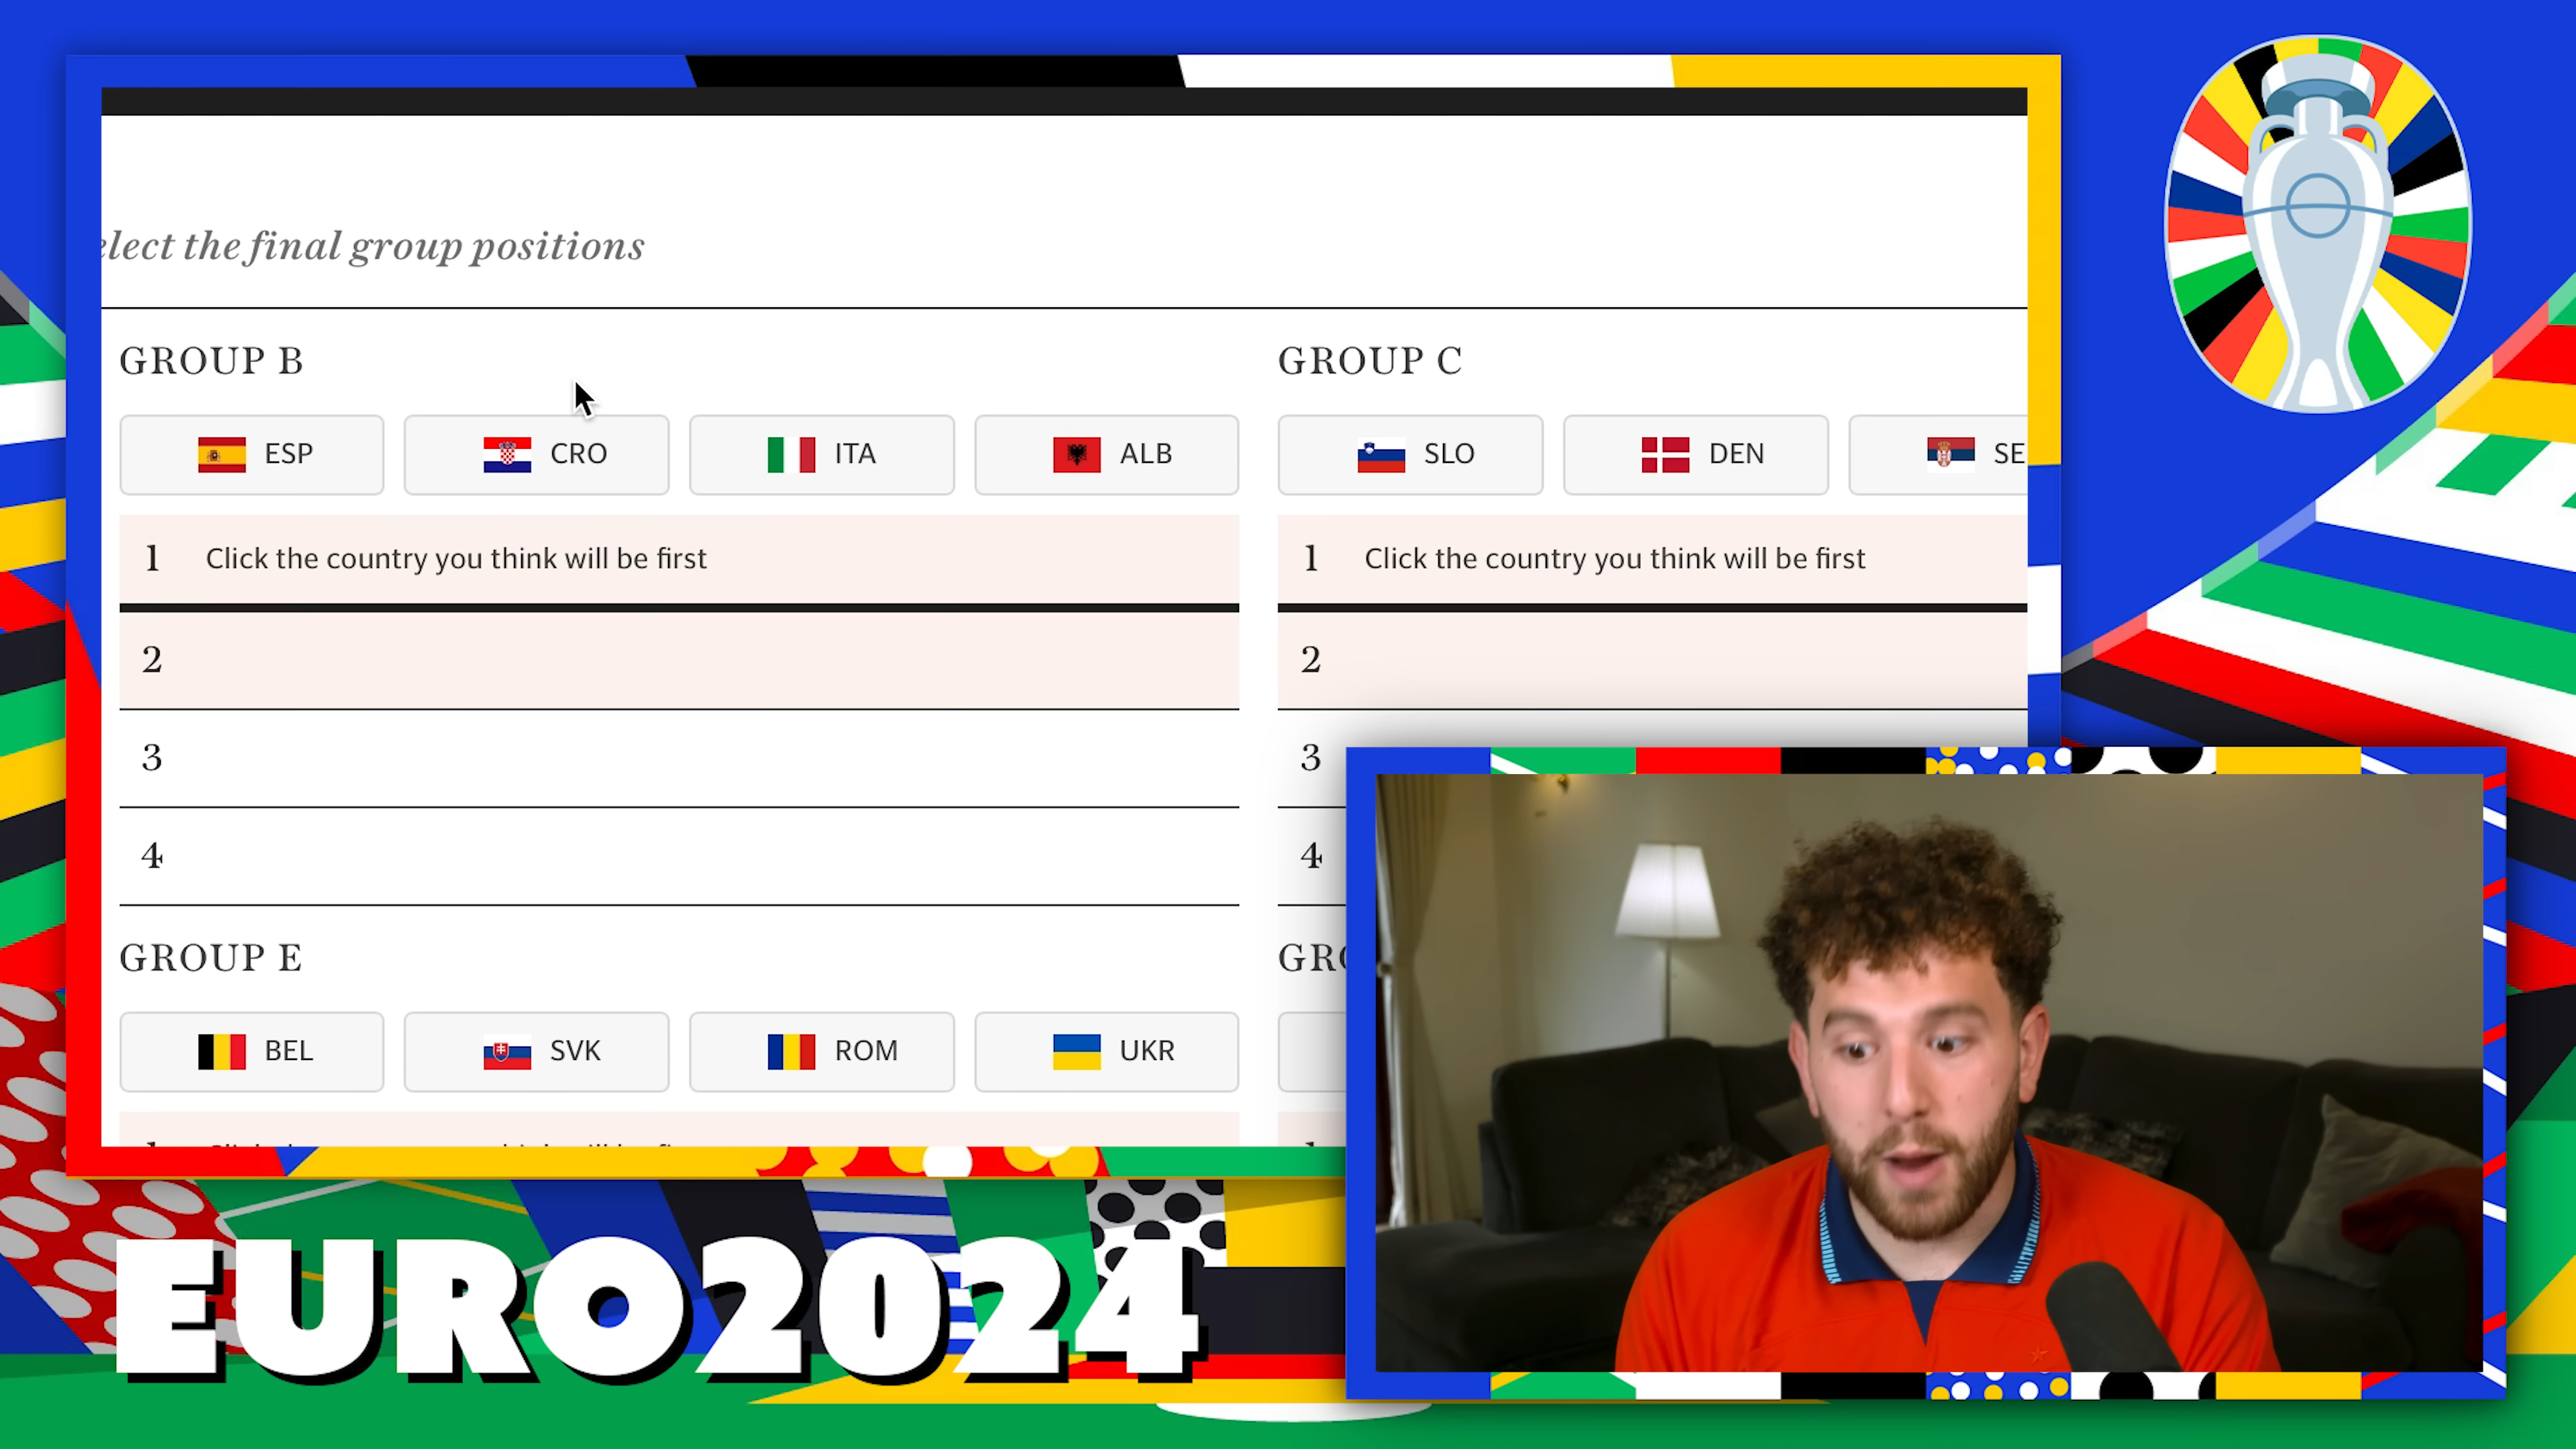 elect the final group positions
GROUP B
ESP CRO ITA ALB
1 Click the country you think will be first
2
3
4
GROUP C
SLO DEN SE
1 Click the country you think will be first
2
3
4
GROUP E
BEL SVK ROM UKR
GR
EURO2024